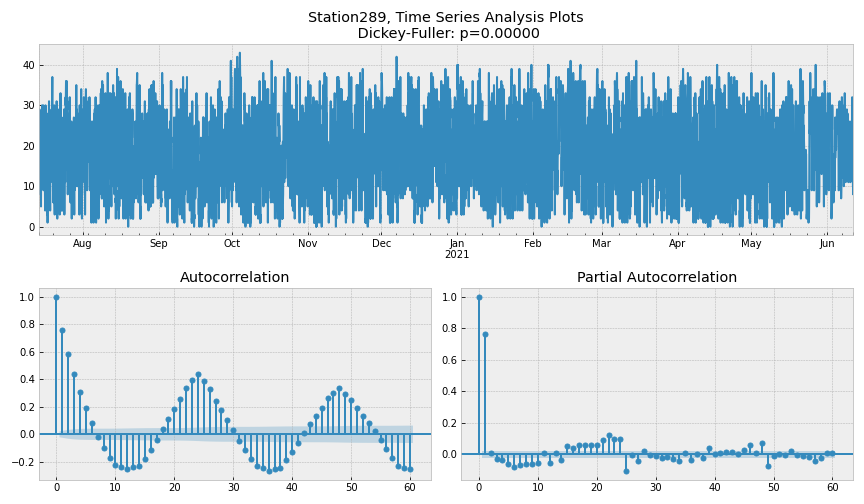 Station289, Time Series Analysis Plots
Dickey-Fuller: p=0.00000
40
30
20
10
0
Aug Sep Oct Nov Dec Jan Feb Mar Apr May Jun
2021
Autocorrelation
1.0
0.8
0.6
0.4
0.2
0.0
−0.2
0 10 20 30 40 50 60
Partial Autocorrelation
1.0
0.8
0.6
0.4
0.2
0.0
0 10 20 30 40 50 60